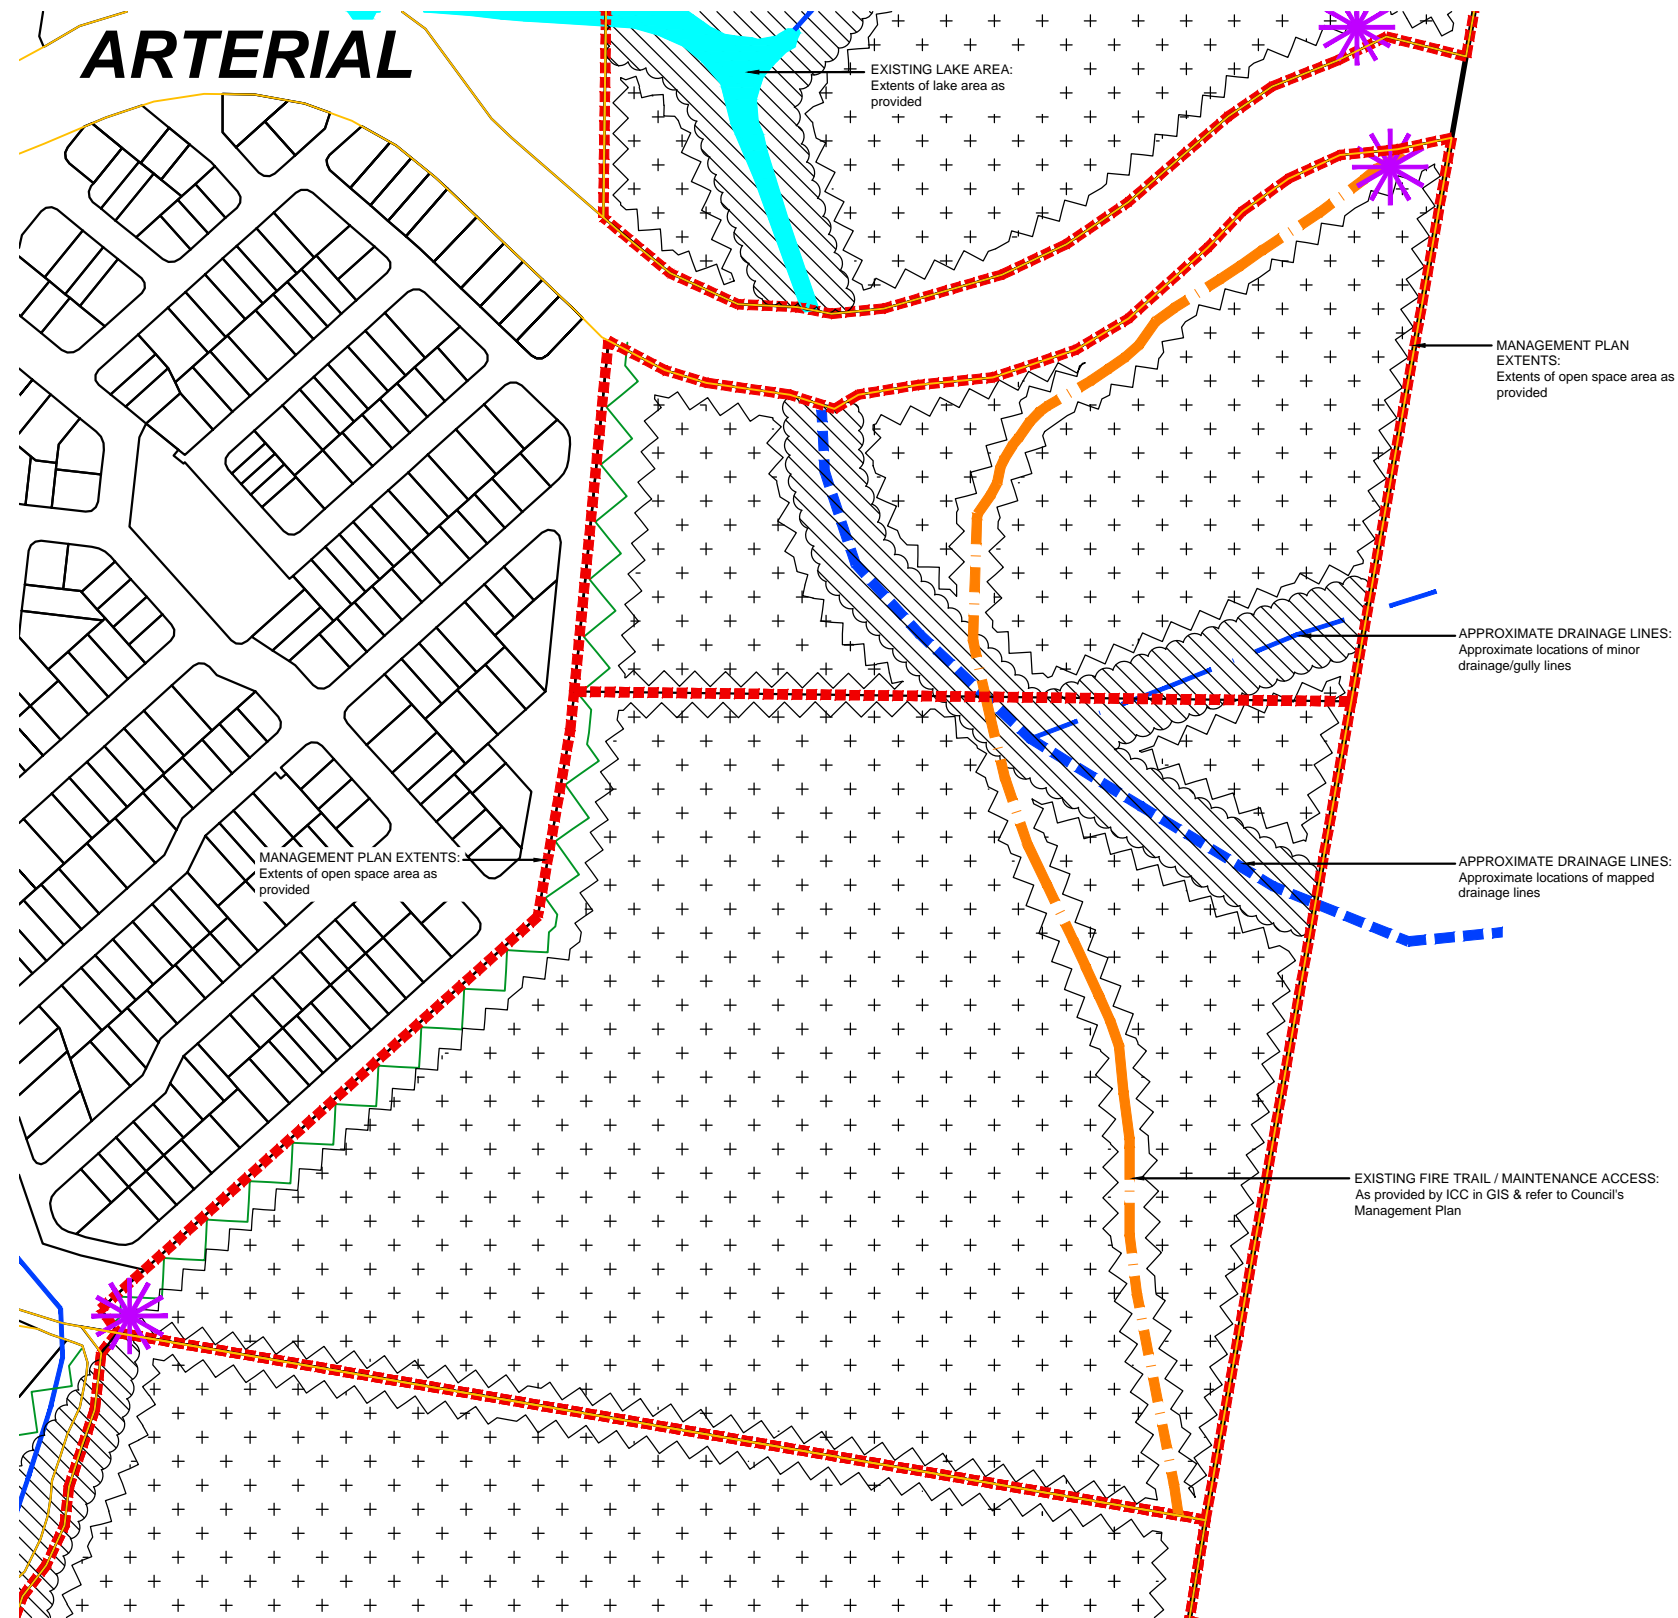 ARTERIAL
EXISTING LAKE AREA:
Extents of lake area as
provided
MANAGEMENT PLAN
EXTENTS:
Extents of open space area as
provided
APPROXIMATE DRAINAGE LINES:
Approximate locations of minor
drainage/gully lines
MANAGEMENT PLAN EXTENTS:
Extents of open space area as
provided
APPROXIMATE DRAINAGE LINES:
Approximate locations of mapped
drainage lines
EXISTING FIRE TRAIL / MAINTENANCE ACCESS:
As provided by ICC in GIS & refer to Council's
Management Plan